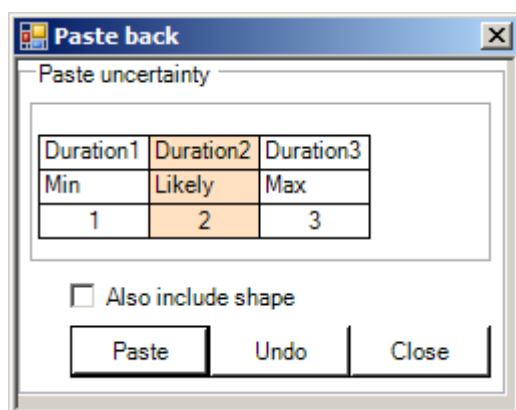 Paste back
Paste uncertainty
Duration1 Duration2 Duration3
Min Likely Max
1 2 3
Also include shape
Paste Undo Close